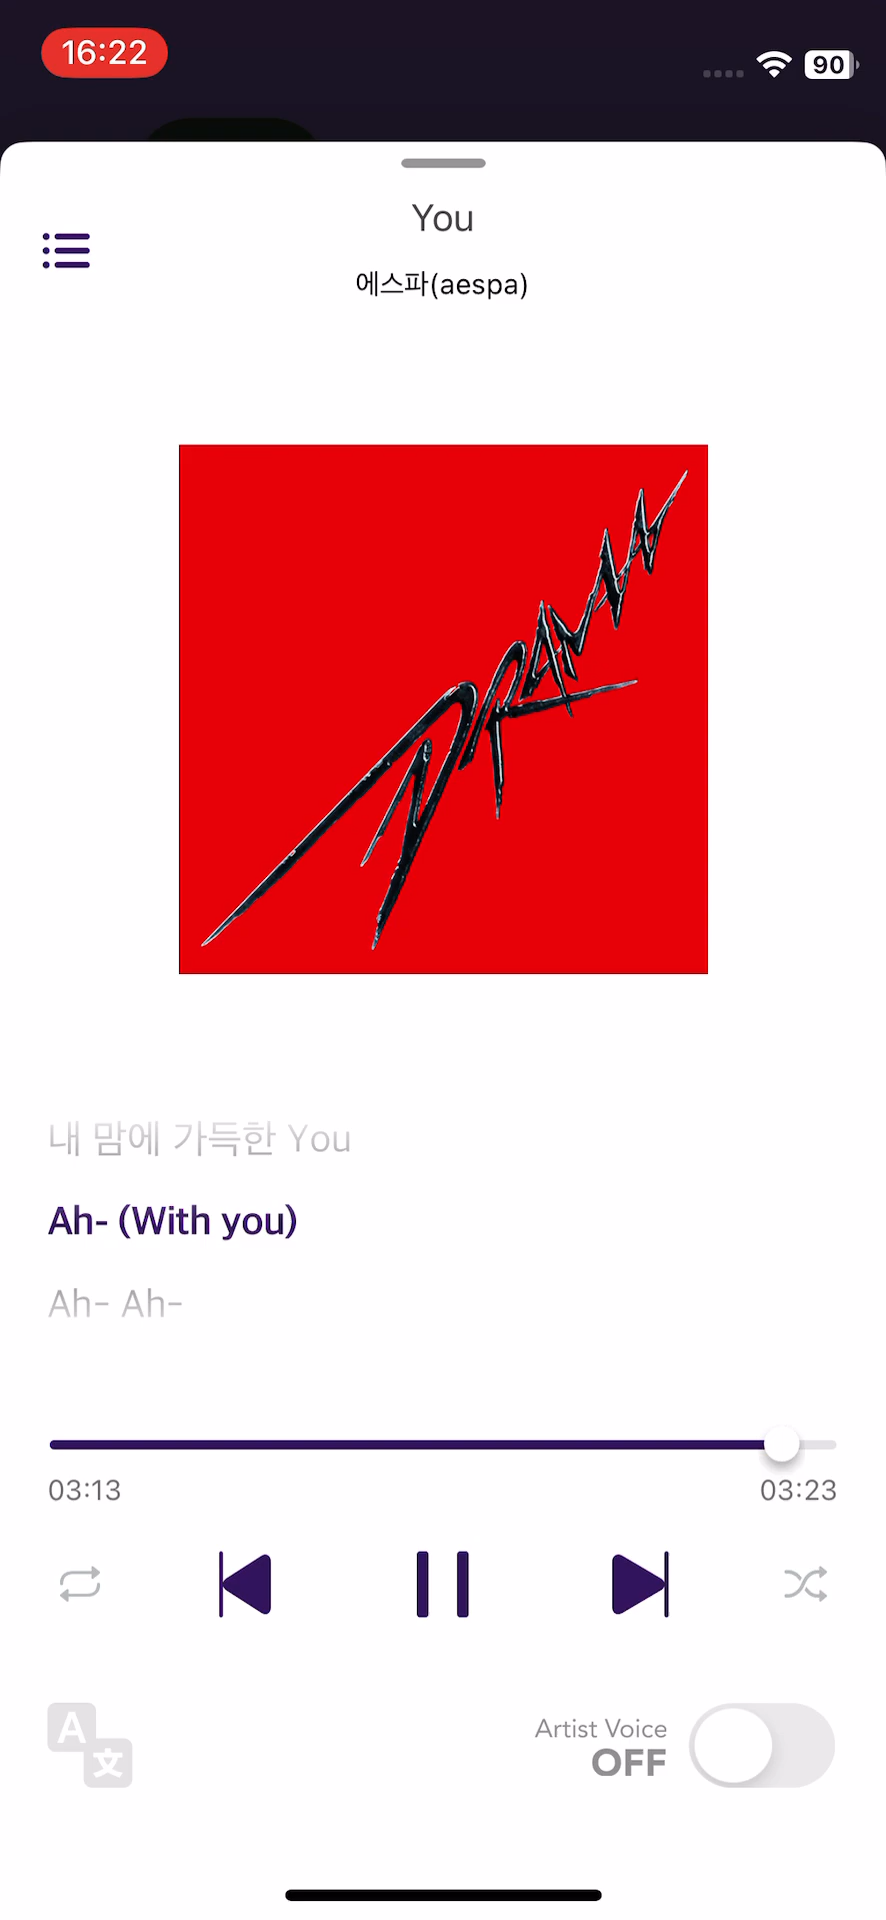 16:22
90
You
에스파(aespa)
DRAMA
내 맘에 가득한 You
Ah- (With you)
Ah- Ah-
03:13
03:23
A
文
Artist Voice
OFF